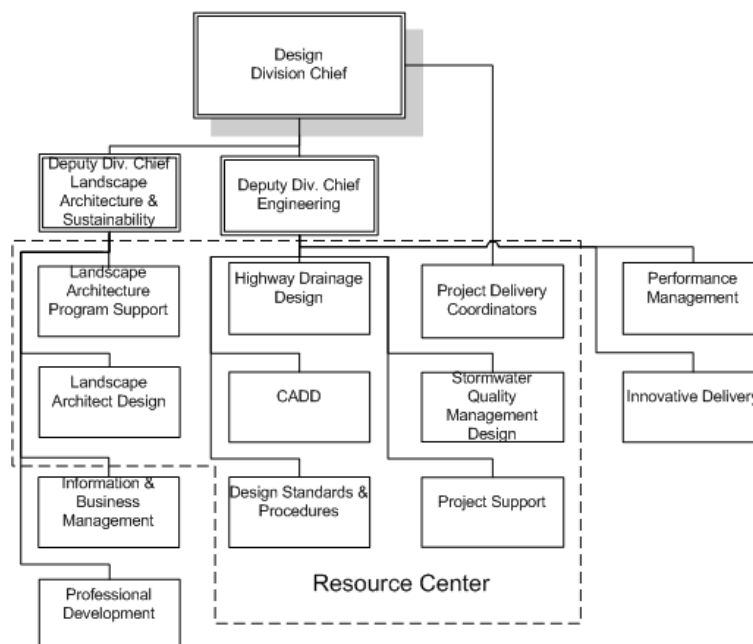 Design
Division Chief
Deputy Div. Chief
Landscape
Architecture &
Sustainability
Deputy Div. Chief
Engineering
Landscape
Architecture
Program Support
Highway Drainage
Design
Project Delivery
Coordinators
Performance
Management
Landscape
Architect Design
CADD
Stormwater
Quality
Management
Design
Innovative Delivery
Information &
Business
Management
Design Standards &
Procedures
Project Support
Professional
Development
Resource Center